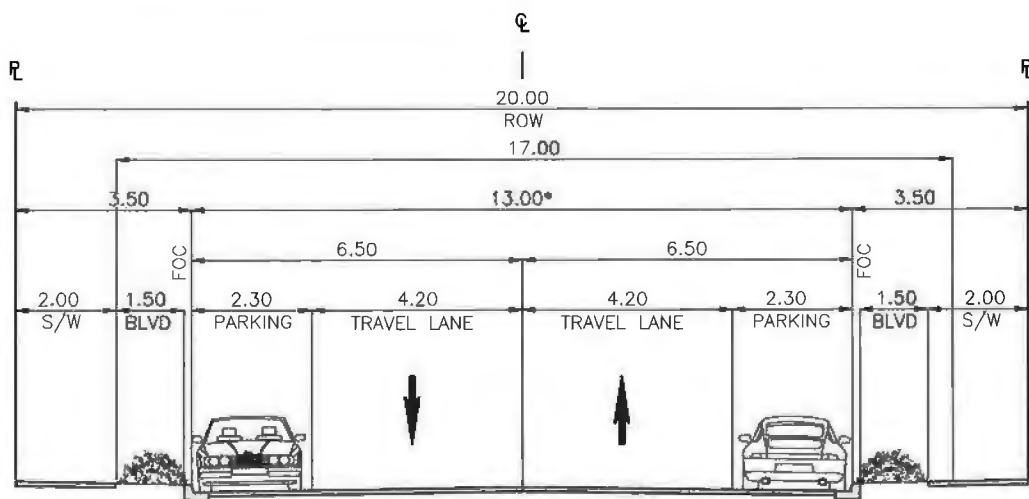 ℄
⅊ ⅊
20.00
ROW
17.00
3.50 13.00* 3.50
FOC 6.50 6.50 FOC
2.00 1.50 2.30 4.20 4.20 2.30 1.50 2.00
S/W BLVD PARKING TRAVEL LANE TRAVEL LANE PARKING BLVD S/W